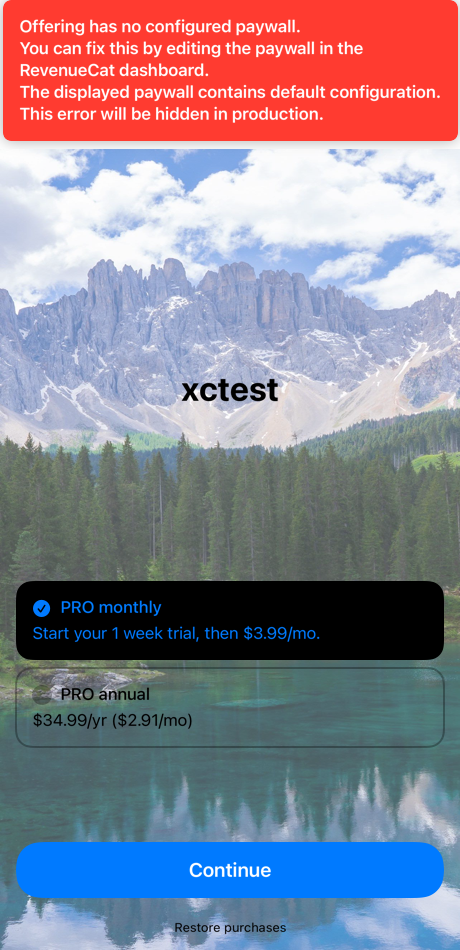 Offering has no configured paywall.
You can fix this by editing the paywall in the
RevenueCat dashboard.
The displayed paywall contains default configuration.
This error will be hidden in production.
xctest
PRO monthly
Start your 1 week trial, then $3.99/mo.
PRO annual
$34.99/yr ($2.91/mo)
Continue
Restore purchases